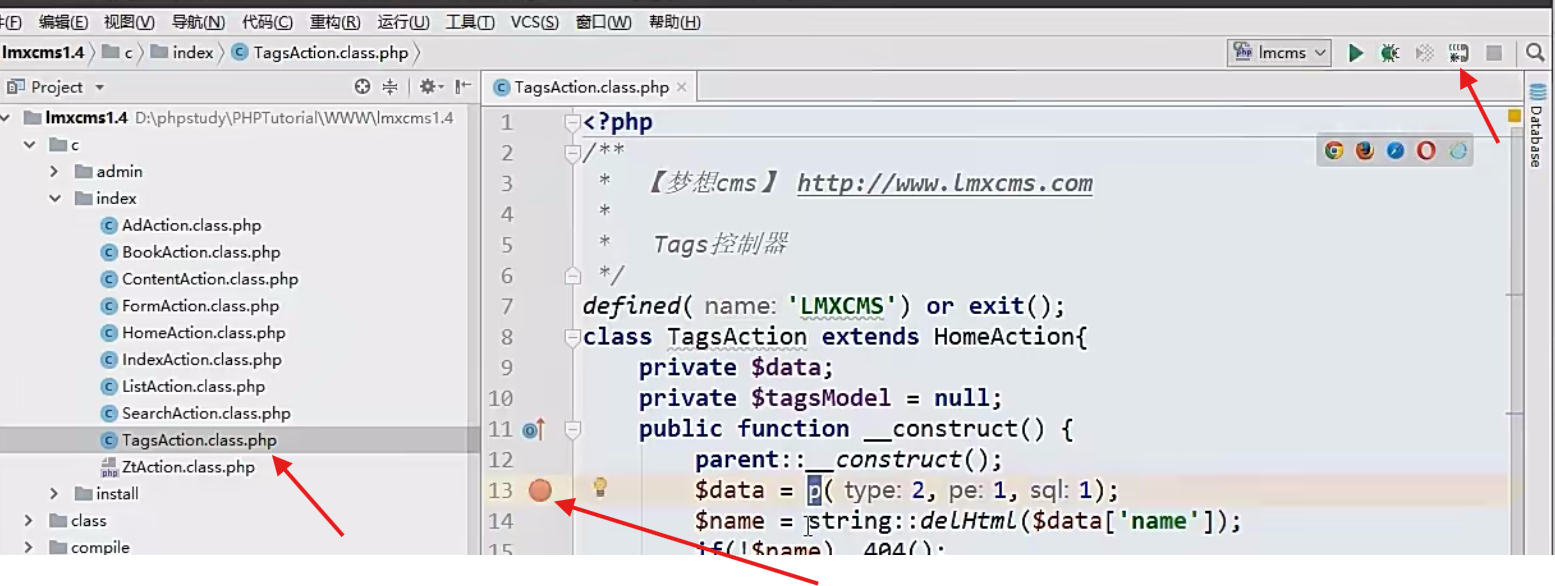 件(F) 编辑(E) 视图(V) 导航(N) 代码(C) 重构(R) 运行(U) 工具(T) VCS(S) 窗口(W) 帮助(H)
lmxcms1.4 c index TagsAction.class.php lmcms
Project TagsAction.class.php
lmxcms1.4 D:\phpstudy\PHPTutorial\WWW\lmxcms1.4
c
admin
index
AdAction.class.php
BookAction.class.php
ContentAction.class.php
FormAction.class.php
HomeAction.class.php
IndexAction.class.php
ListAction.class.php
SearchAction.class.php
TagsAction.class.php
ZtAction.class.php
install
class
compile
1 <?php
2 /**
3 * 【梦想cms】 http://www.lmxcms.com
4 *
5 * Tags控制器
6 */
7 defined( name: 'LMXCMS') or exit();
8 class TagsAction extends HomeAction{
9 private $data;
10 private $tagsModel = null;
11 public function __construct() {
12 parent::__construct();
13 $data = p( type: 2, pe: 1, sql: 1);
14 $name = string::delHtml($data['name']);
15 if(!$name) _404();
Database